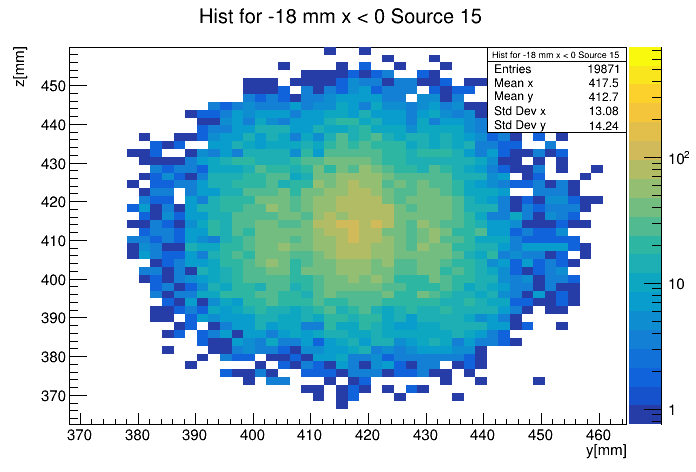 Hist for -18 mm x < 0 Source 15
z[mm]
Hist for -18 mm x < 0 Source 15
Entries 19871
Mean x 417.5
Mean y 412.7
Std Dev x 13.08
Std Dev y 14.24
450
440
430
420
410
400
390
380
370
10²
10
1
370 380 390 400 410 420 430 440 450 460
y[mm]